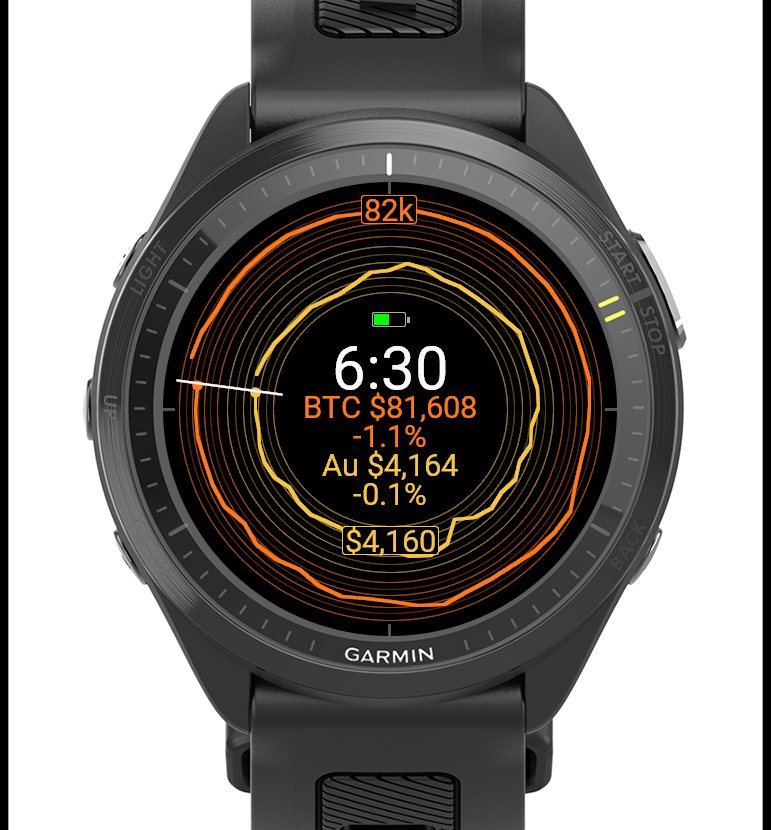 82k
LIGHT
START
STOP
6:30
UP
BTC $81,608
-1.1%
Au $4,164
-0.1%
$4,160
BACK
GARMIN